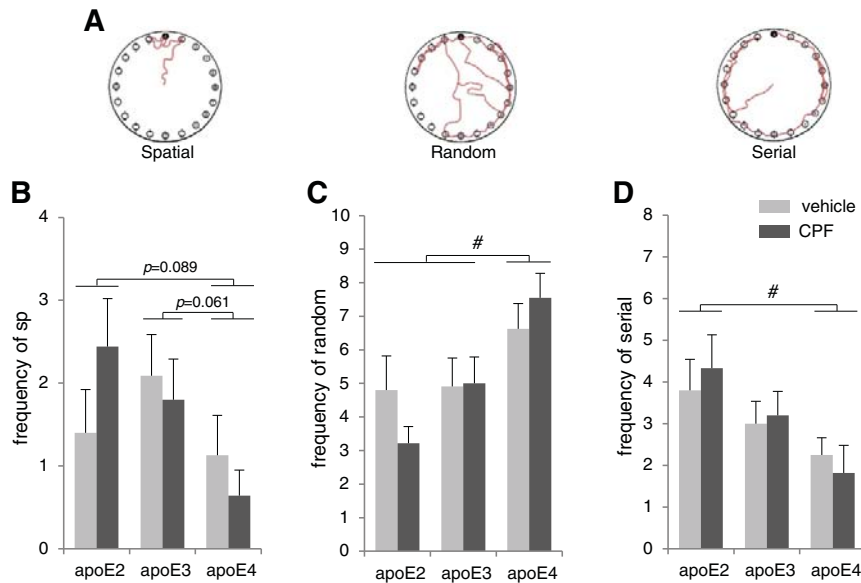 A
Spatial
Random
Serial
B
frequency of sp
4
3
2
1
0
p=0.089
p=0.061
apoE2 apoE3 apoE4
C
frequency of random
10
9
8
7
6
5
4
3
2
1
0
#
apoE2 apoE3 apoE4
D
frequency of serial
8
7
6
5
4
3
2
1
0
vehicle
CPF
#
apoE2 apoE3 apoE4